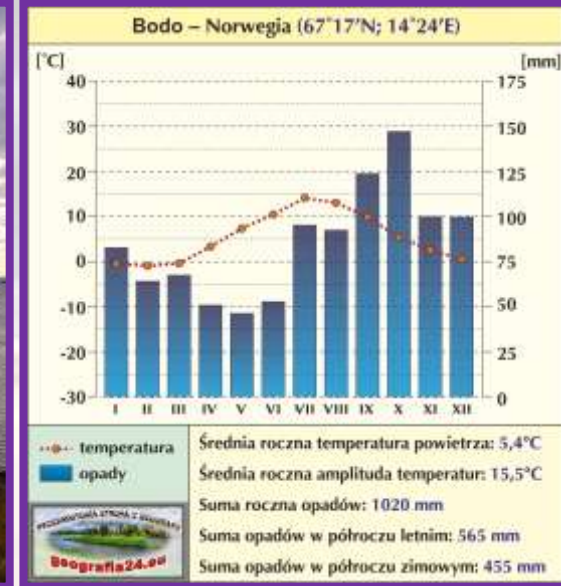 Bodo – Norwegia (67°17'N; 14°24'E)
[°C] [mm]
40 175
30 150
20 125
10 100
0 75
-10 50
-20 25
-30 0
I II III IV V VI VII VIII IX X XI XII
temperatura
opady
Średnia roczna temperatura powietrza: 5,4°C
Średnia roczna amplituda temperatur: 15,5°C
Suma roczna opadów: 1020 mm
Suma opadów w półroczu letnim: 565 mm
Suma opadów w półroczu zimowym: 455 mm
Geografia24.eu